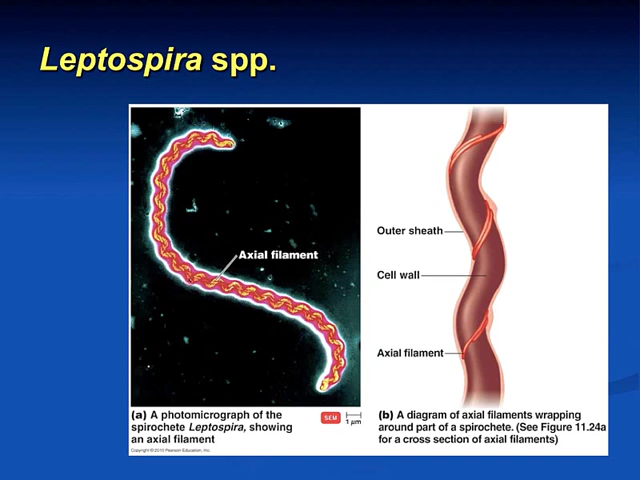 Leptospira spp.
Axial filament
Outer sheath
Cell wall
Axial filament
(a) A photomicrograph of the
spirochete Leptospira, showing
an axial filament
SEM
1 μm
(b) A diagram of axial filaments wrapping
around part of a spirochete. (See Figure 11.24a
for a cross section of axial filaments)
Copyright © 2010 Pearson Education, Inc.